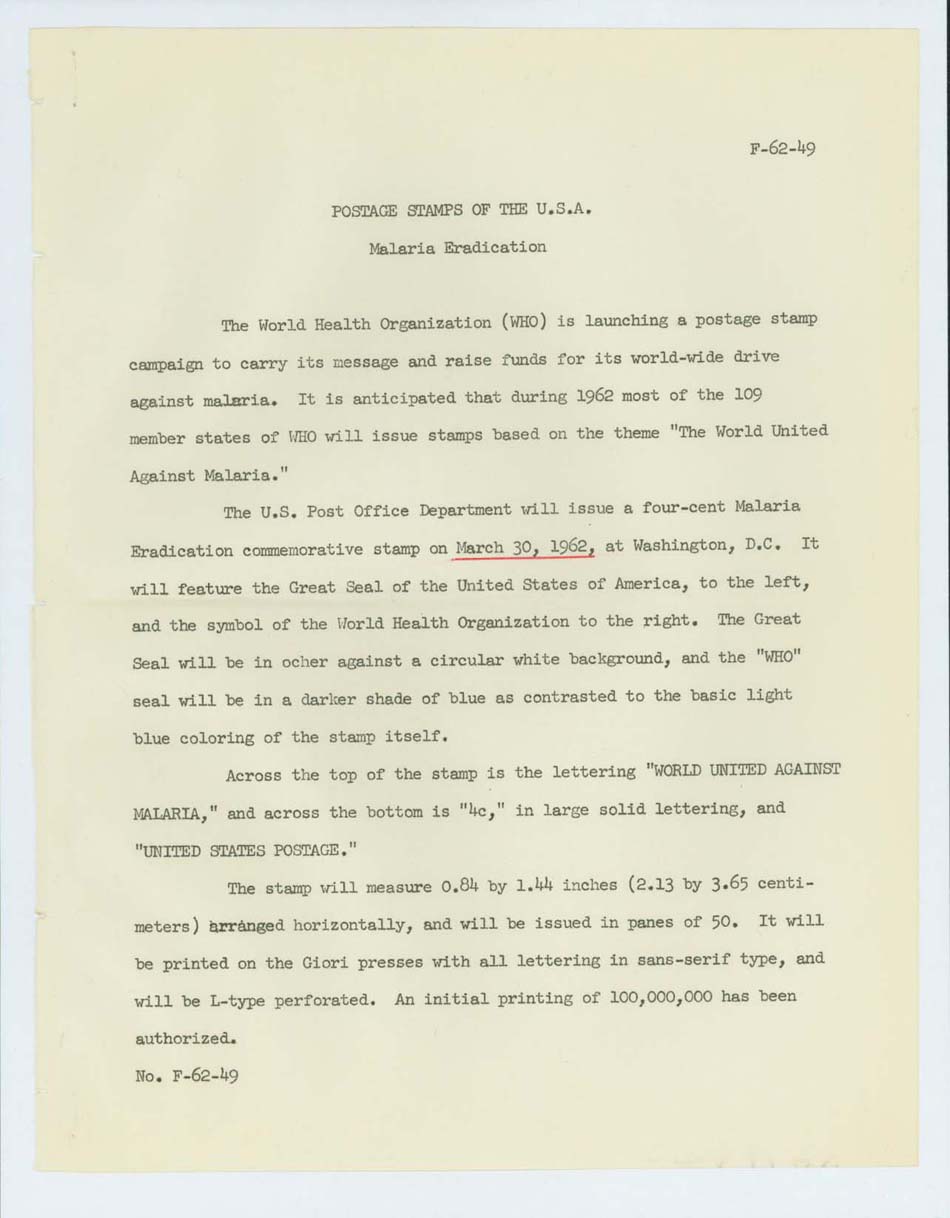 F-62-49
POSTAGE STAMPS OF THE U.S.A.
Malaria Eradication
The World Health Organization (WHO) is launching a postage stamp
campaign to carry its message and raise funds for its world-wide drive
against malaria. It is anticipated that during 1962 most of the 109
member states of WHO will issue stamps based on the theme "The World United
Against Malaria."
The U.S. Post Office Department will issue a four-cent Malaria
Eradication commemorative stamp on March 30, 1962, at Washington, D.C. It
will feature the Great Seal of the United States of America, to the left,
and the symbol of the World Health Organization to the right. The Great
Seal will be in ocher against a circular white background, and the "WHO"
seal will be in a darker shade of blue as contrasted to the basic light
blue coloring of the stamp itself.
Across the top of the stamp is the lettering "WORLD UNITED AGAINST
MALARIA," and across the bottom is "4c," in large solid lettering, and
"UNITED STATES POSTAGE."
The stamp will measure 0.84 by 1.44 inches (2.13 by 3.65 centi-
meters) arranged horizontally, and will be issued in panes of 50. It will
be printed on the Giori presses with all lettering in sans-serif type, and
will be L-type perforated. An initial printing of 100,000,000 has been
authorized.
No. F-62-49